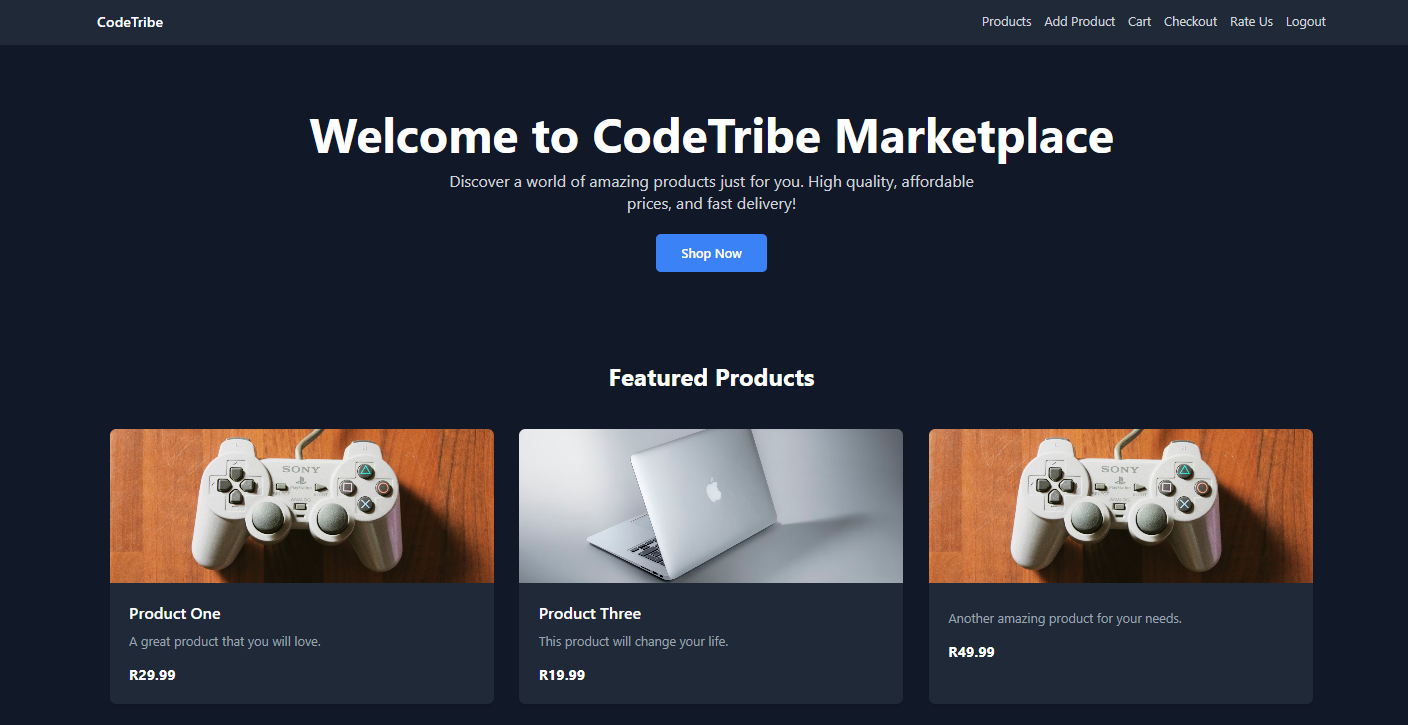 CodeTribe
Products Add Product Cart Checkout Rate Us Logout
Welcome to CodeTribe Marketplace
Discover a world of amazing products just for you. High quality, affordable
prices, and fast delivery!
Shop Now
Featured Products
SONY
SONY
Product One
A great product that you will love.
R29.99
Product Three
This product will change your life.
R19.99
Another amazing product for your needs.
R49.99